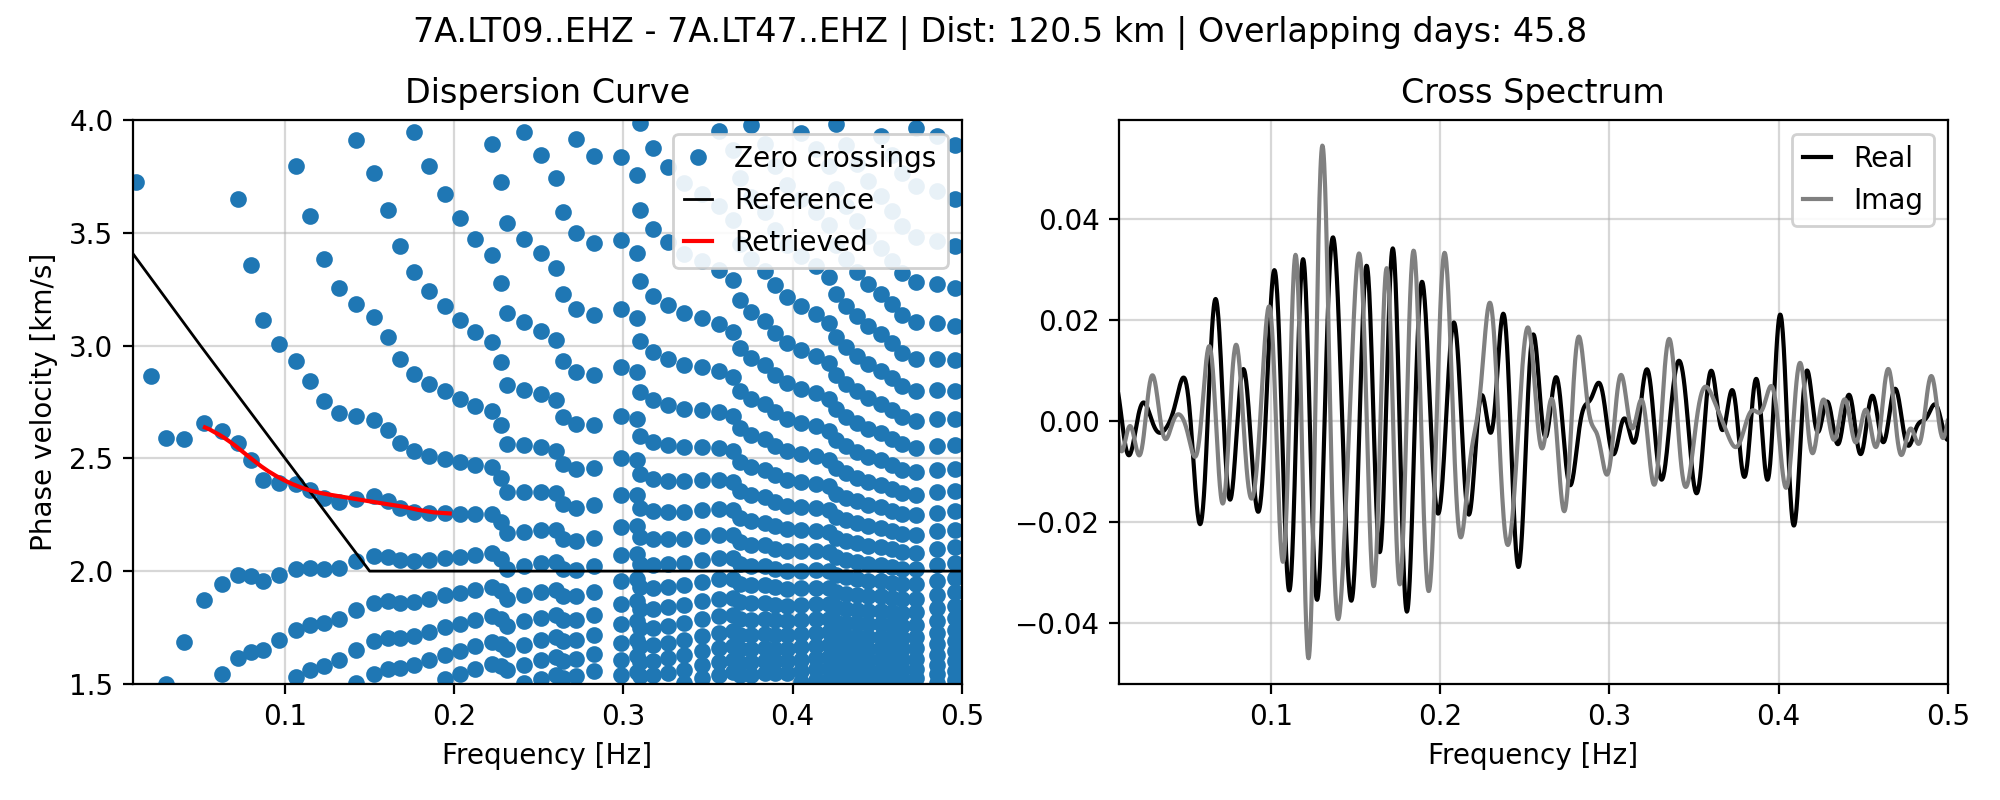 7A.LT09..EHZ - 7A.LT47..EHZ | Dist: 120.5 km | Overlapping days: 45.8
Dispersion Curve
4.0
3.5
3.0
2.5
2.0
1.5
Phase velocity [km/s]
0.1
0.2
0.3
0.4
0.5
Frequency [Hz]
Zero crossings
Reference
Retrieved
Cross Spectrum
0.04
0.02
0.00
−0.02
−0.04
0.1
0.2
0.3
0.4
0.5
Frequency [Hz]
Real
Imag